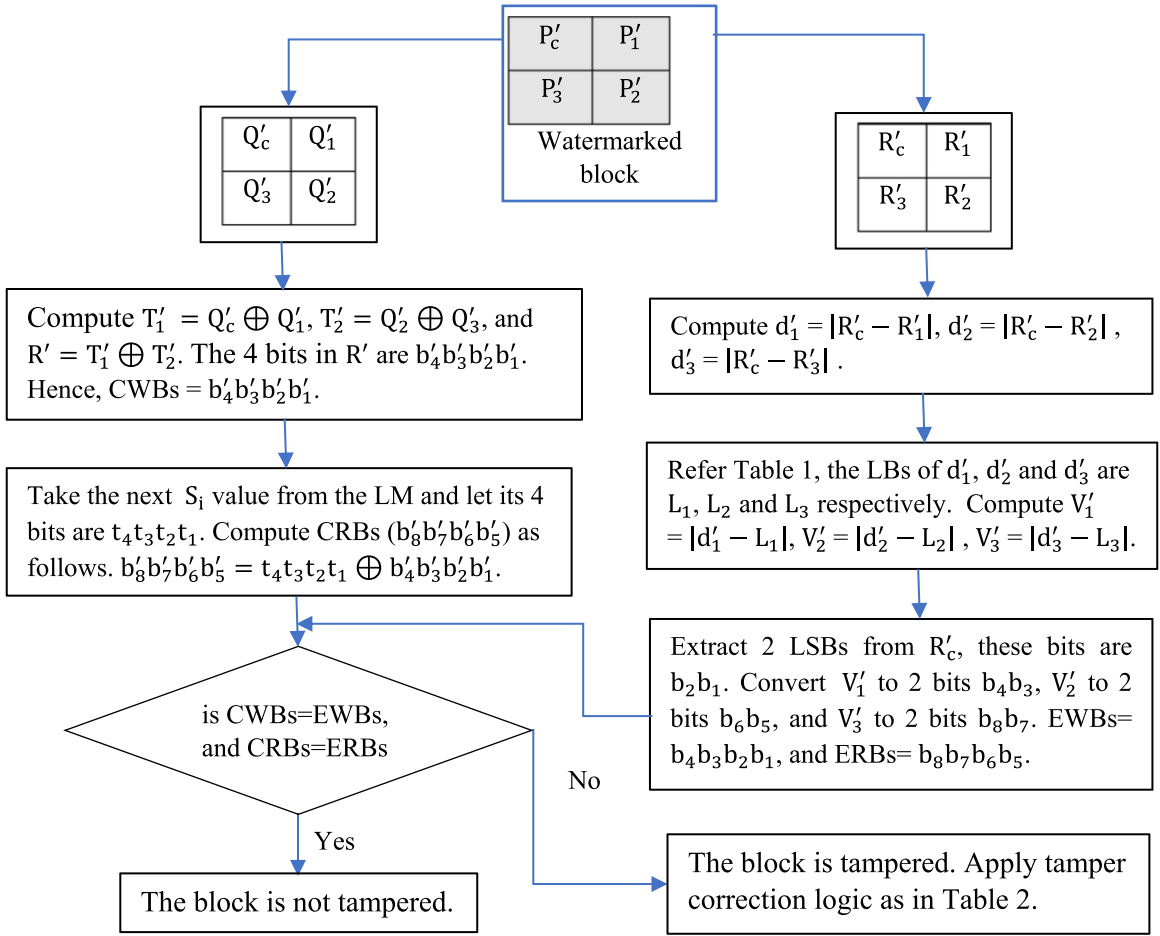 P′c P′1
P′3 P′2
Watermarked
block
Q′c Q′1
Q′3 Q′2
R′c R′1
R′3 R′2
Compute T′1 = Q′c ⊕ Q′1, T′2 = Q′2 ⊕ Q′3, and
R′ = T′1 ⊕ T′2. The 4 bits in R′ are b′4b′3b′2b′1.
Hence, CWBs = b′4b′3b′2b′1.
Compute d′1 = |R′c − R′1|, d′2 = |R′c − R′2| ,
d′3 = |R′c − R′3| .
Take the next Si value from the LM and let its 4
bits are t4t3t2t1. Compute CRBs (b′8b′7b′6b′5) as
follows. b′8b′7b′6b′5 = t4t3t2t1 ⊕ b′4b′3b′2b′1.
Refer Table 1, the LBs of d′1, d′2 and d′3 are
L1, L2 and L3 respectively. Compute V′1
= |d′1 − L1|, V′2 = |d′2 − L2| , V′3 = |d′3 − L3|.
Extract 2 LSBs from R′c, these bits are
b2b1. Convert V′1 to 2 bits b4b3, V′2 to 2
bits b6b5, and V′3 to 2 bits b8b7. EWBs=
b4b3b2b1, and ERBs= b8b7b6b5.
is CWBs=EWBs,
and CRBs=ERBs
No
Yes
The block is not tampered.
The block is tampered. Apply tamper
correction logic as in Table 2.